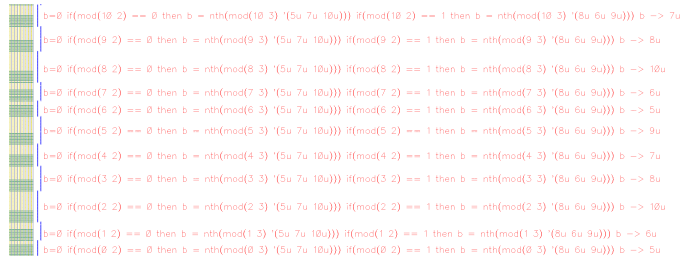 b=0 if(mod(10 2) == 0 then b = nth(mod(10 3) '(5u 7u 10u))) if(mod(10 2) == 1 then b = nth(mod(10 3) '(8u 6u 9u))) b -> 7u
b=0 if(mod(9 2) == 0 then b = nth(mod(9 3) '(5u 7u 10u))) if(mod(9 2) == 1 then b = nth(mod(9 3) '(8u 6u 9u))) b -> 8u
b=0 if(mod(8 2) == 0 then b = nth(mod(8 3) '(5u 7u 10u))) if(mod(8 2) == 1 then b = nth(mod(8 3) '(8u 6u 9u))) b -> 10u
b=0 if(mod(7 2) == 0 then b = nth(mod(7 3) '(5u 7u 10u))) if(mod(7 2) == 1 then b = nth(mod(7 3) '(8u 6u 9u))) b -> 6u
b=0 if(mod(6 2) == 0 then b = nth(mod(6 3) '(5u 7u 10u))) if(mod(6 2) == 1 then b = nth(mod(6 3) '(8u 6u 9u))) b -> 5u
b=0 if(mod(5 2) == 0 then b = nth(mod(5 3) '(5u 7u 10u))) if(mod(5 2) == 1 then b = nth(mod(5 3) '(8u 6u 9u))) b -> 9u
b=0 if(mod(4 2) == 0 then b = nth(mod(4 3) '(5u 7u 10u))) if(mod(4 2) == 1 then b = nth(mod(4 3) '(8u 6u 9u))) b -> 7u
b=0 if(mod(3 2) == 0 then b = nth(mod(3 3) '(5u 7u 10u))) if(mod(3 2) == 1 then b = nth(mod(3 3) '(8u 6u 9u))) b -> 8u
b=0 if(mod(2 2) == 0 then b = nth(mod(2 3) '(5u 7u 10u))) if(mod(2 2) == 1 then b = nth(mod(2 3) '(8u 6u 9u))) b -> 10u
b=0 if(mod(1 2) == 0 then b = nth(mod(1 3) '(5u 7u 10u))) if(mod(1 2) == 1 then b = nth(mod(1 3) '(8u 6u 9u))) b -> 6u
b=0 if(mod(0 2) == 0 then b = nth(mod(0 3) '(5u 7u 10u))) if(mod(0 2) == 1 then b = nth(mod(0 3) '(8u 6u 9u))) b -> 5u